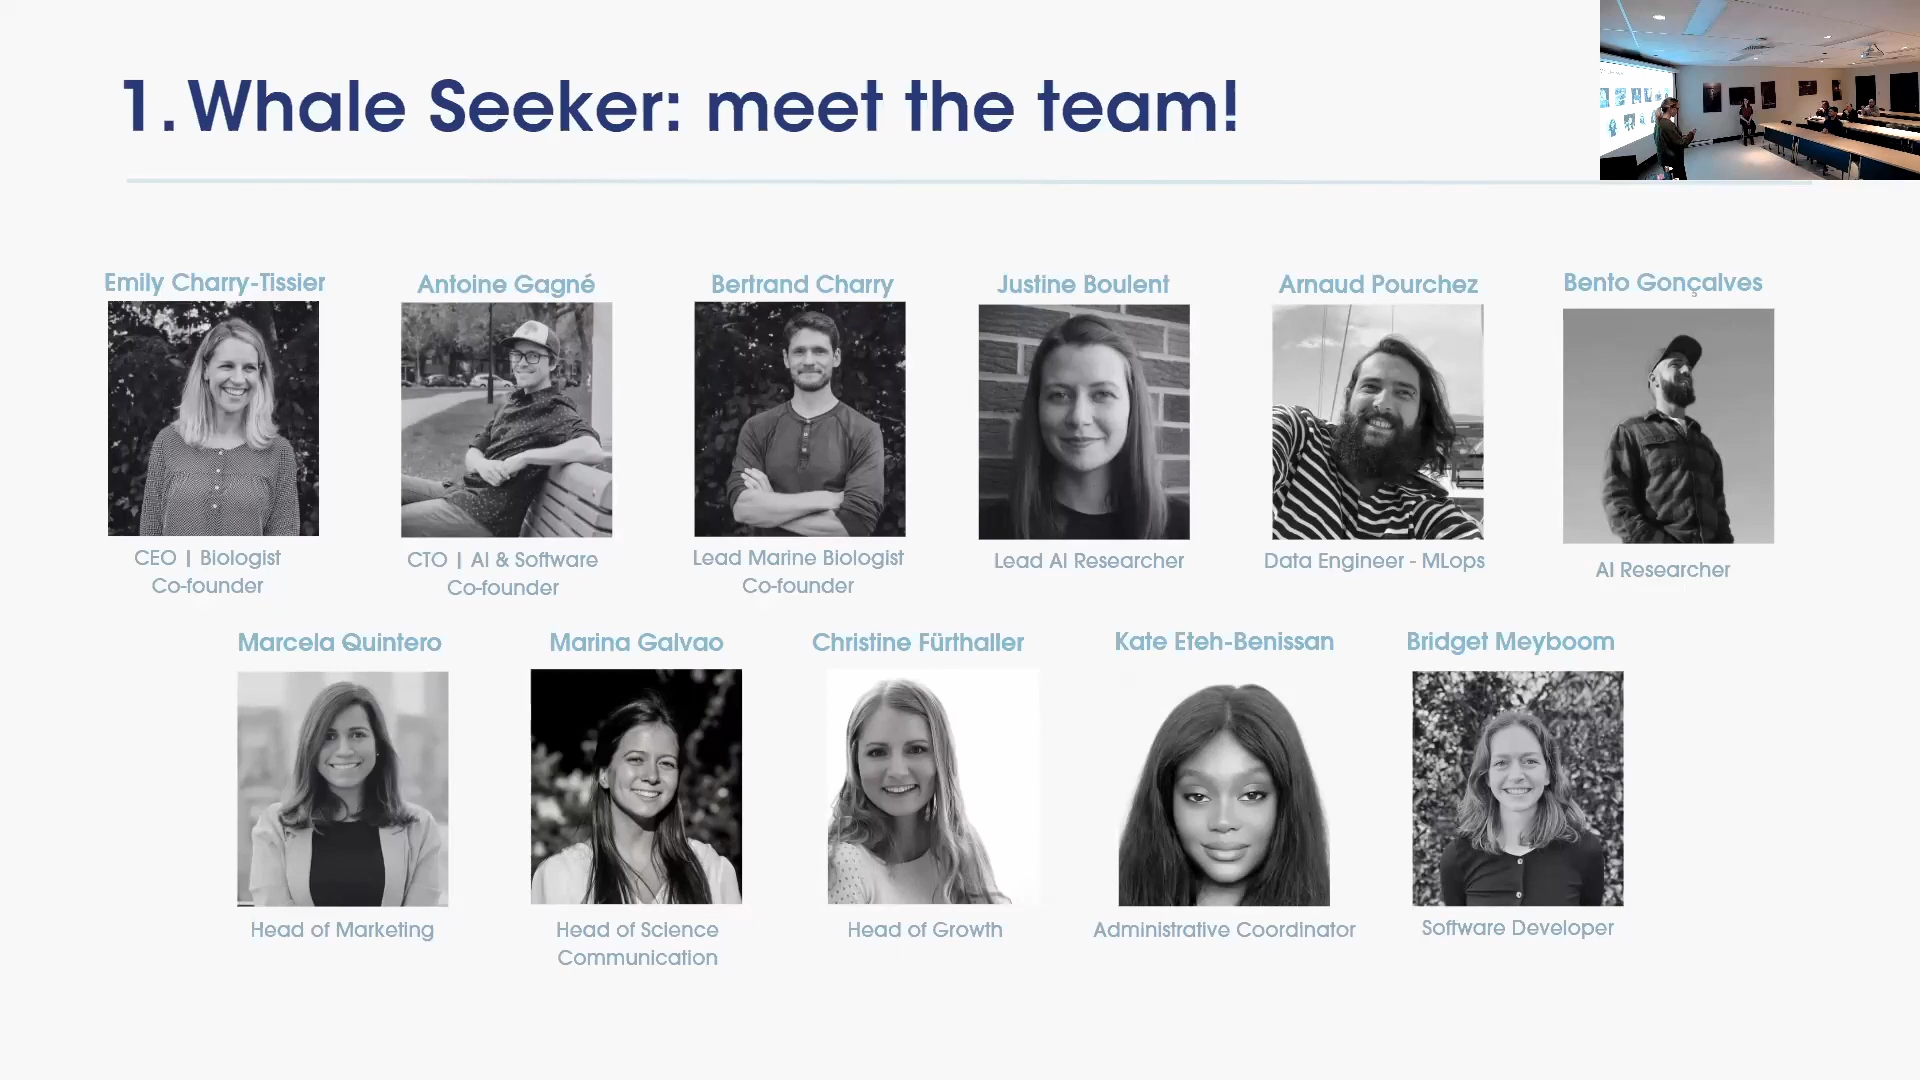 1. Whale Seeker: meet the team!
Emily Charry-Tissier
Antoine Gagné
Bertrand Charry
Justine Boulent
Arnaud Pourchez
Bento Gonçalves
CEO | Biologist
Co-founder
CTO | AI & Software
Co-founder
Lead Marine Biologist
Co-founder
Lead AI Researcher
Data Engineer - MLops
AI Researcher
Marcela Quintero
Marina Galvao
Christine Fürthaller
Kate Eteh-Benissan
Bridget Meyboom
Head of Marketing
Head of Science
Communication
Head of Growth
Administrative Coordinator
Software Developer